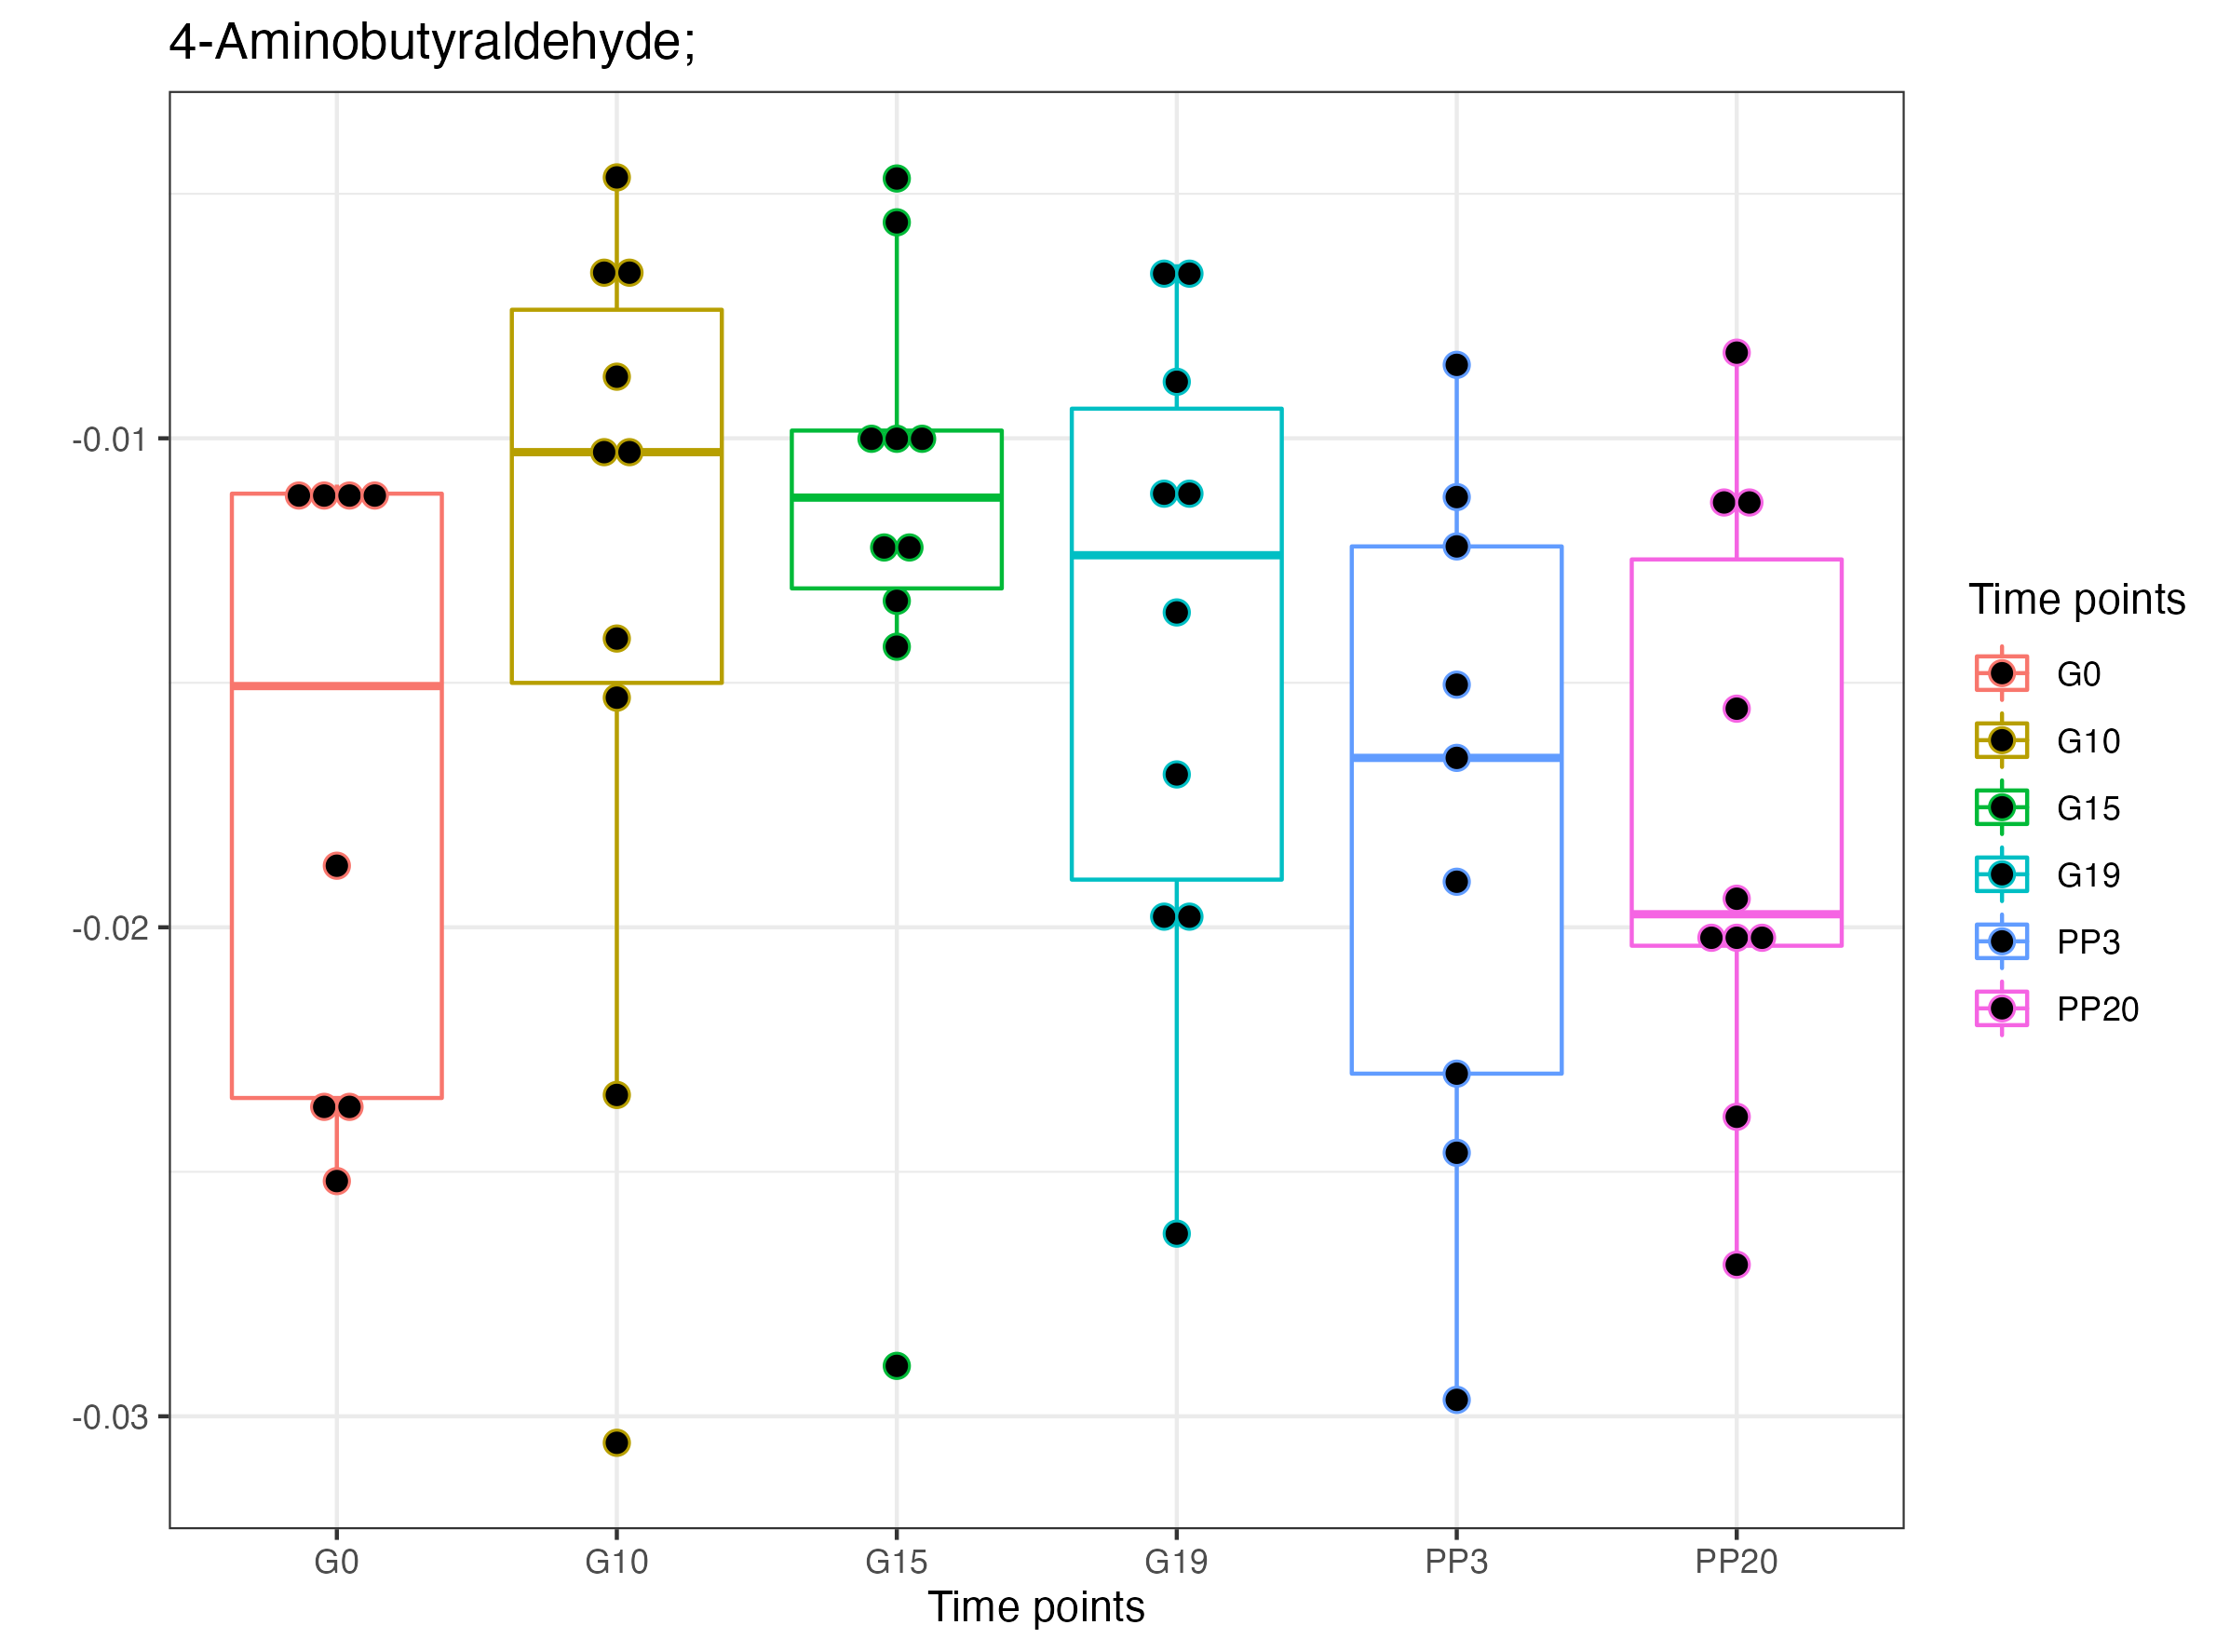 4-Aminobutyraldehyde;
-0.01
-0.02
-0.03
G0
G10
G15
G19
PP3
PP20
Time points
Time points
G0
G10
G15
G19
PP3
PP20